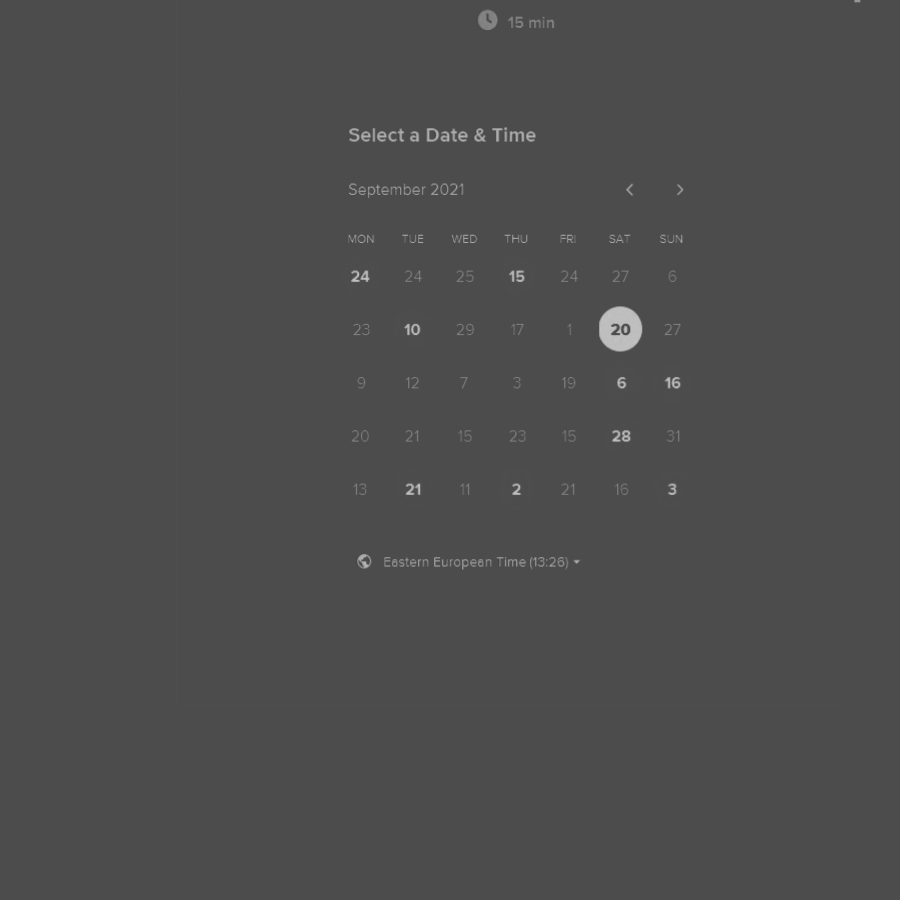 15 min
Select a Date & Time
September 2021
MON TUE WED THU FRI SAT SUN
24 24 25 15 24 27 6
23 10 29 17 1 20 27
9 12 7 3 19 6 16
20 21 15 23 15 28 31
13 21 11 2 21 16 3
Eastern European Time (13:26)